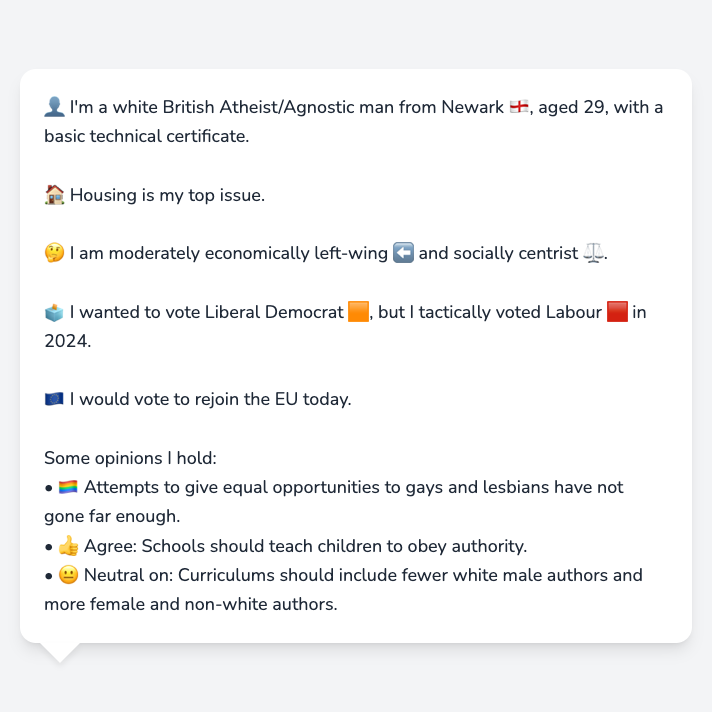 👤 I'm a white British Atheist/Agnostic man from Newark 🏴󠁧󠁢󠁥󠁮󠁧󠁿, aged 29, with a
basic technical certificate.
🏠 Housing is my top issue.
🤔 I am moderately economically left-wing ⬅️ and socially centrist ⚖️.
🗳️ I wanted to vote Liberal Democrat 🟧, but I tactically voted Labour 🟥 in
2024.
🇪🇺 I would vote to rejoin the EU today.
Some opinions I hold:
• 🏳️‍🌈 Attempts to give equal opportunities to gays and lesbians have not
gone far enough.
• 👍 Agree: Schools should teach children to obey authority.
• 😐 Neutral on: Curriculums should include fewer white male authors and
more female and non-white authors.